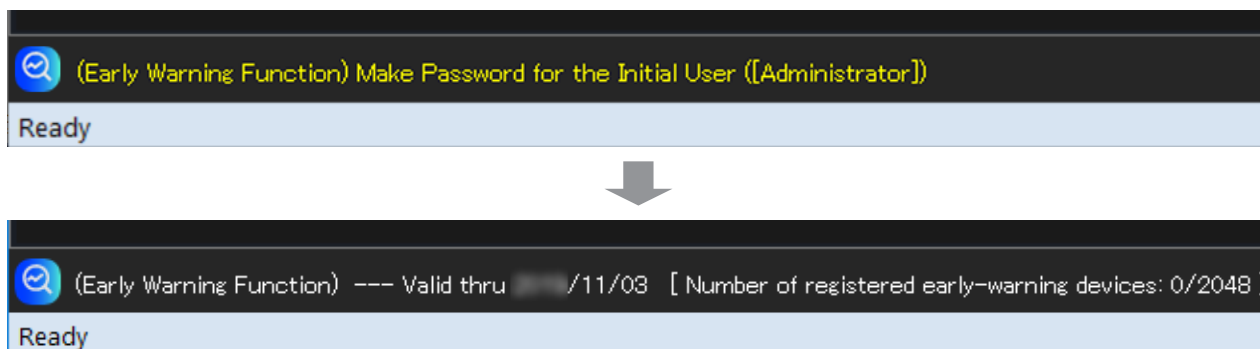 (Early Warning Function) Make Password for the Initial User ([Administrator])
Ready
(Early Warning Function) --- Valid thru /11/03 [ Number of registered early-warning devices: 0/2048
Ready